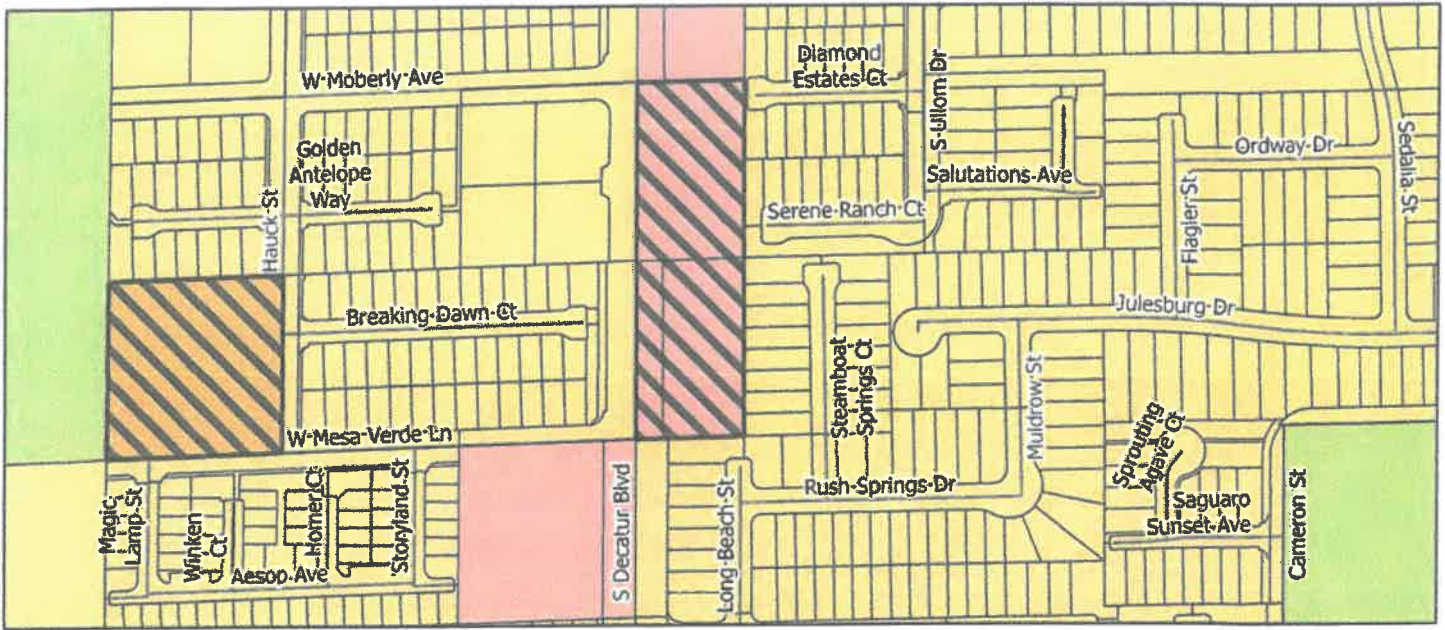 W Moberly Ave
Diamond
Estates Ct
S Ullom Dr
Golden
Antelope
Way
Hauck St
Serene Ranch Ct
Salutations Ave
Ordway Dr
Sedalia St
Flagler St
Breaking Dawn Ct
Julesburg Dr
Steamboat
Springs Ct
Muldrow St
W Mesa Verde Ln
Sprouting
Agave Ct
Magic
Lamp St
Winken
Ct
Homer Ct
Storyland St
Aesop Ave
S Decatur Blvd
Long Beach St
Rush Springs Dr
Saguaro
Sunset Ave
Cameron St